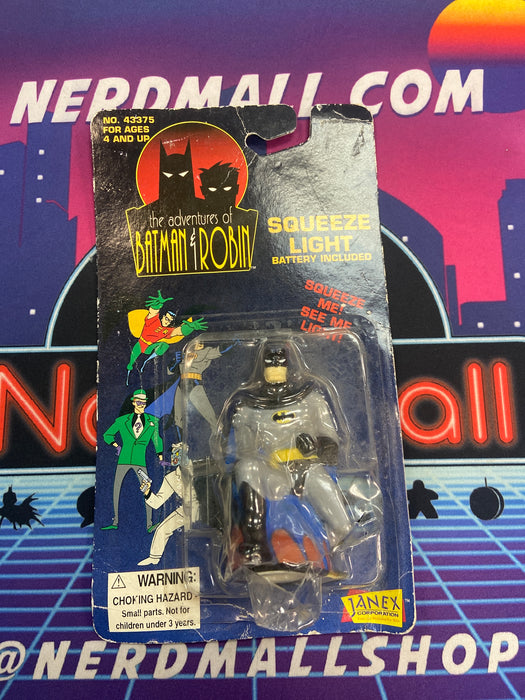 NERDMALL.COM
NO. 43375
FOR AGES
4 AND UP
the adventures of
BATMAN & ROBIN
SQUEEZE
LIGHT
BATTERY INCLUDED
SQUEEZE
ME!
SEE ME
LIGHT!
all
WARNING:
CHOKING HAZARD-
Small parts. Not for
children under 3 years.
JANEX
CORPORATION
@NERDMALLSHOP